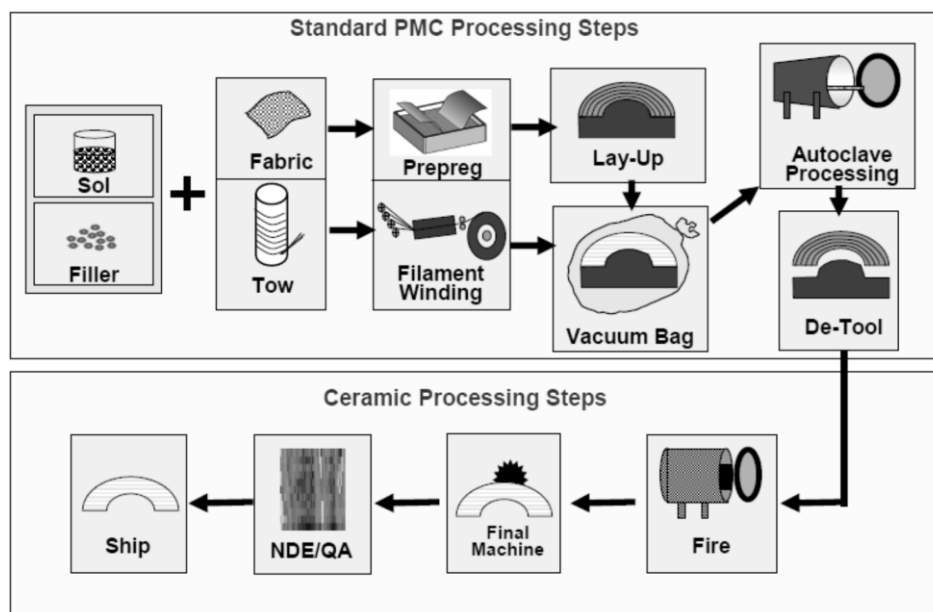 Standard PMC Processing Steps
Sol
Filler
+
Fabric
Tow
Prepreg
Filament
Winding
Lay-Up
Vacuum Bag
Autoclave
Processing
De-Tool
Ceramic Processing Steps
Ship
NDE/QA
Final
Machine
Fire